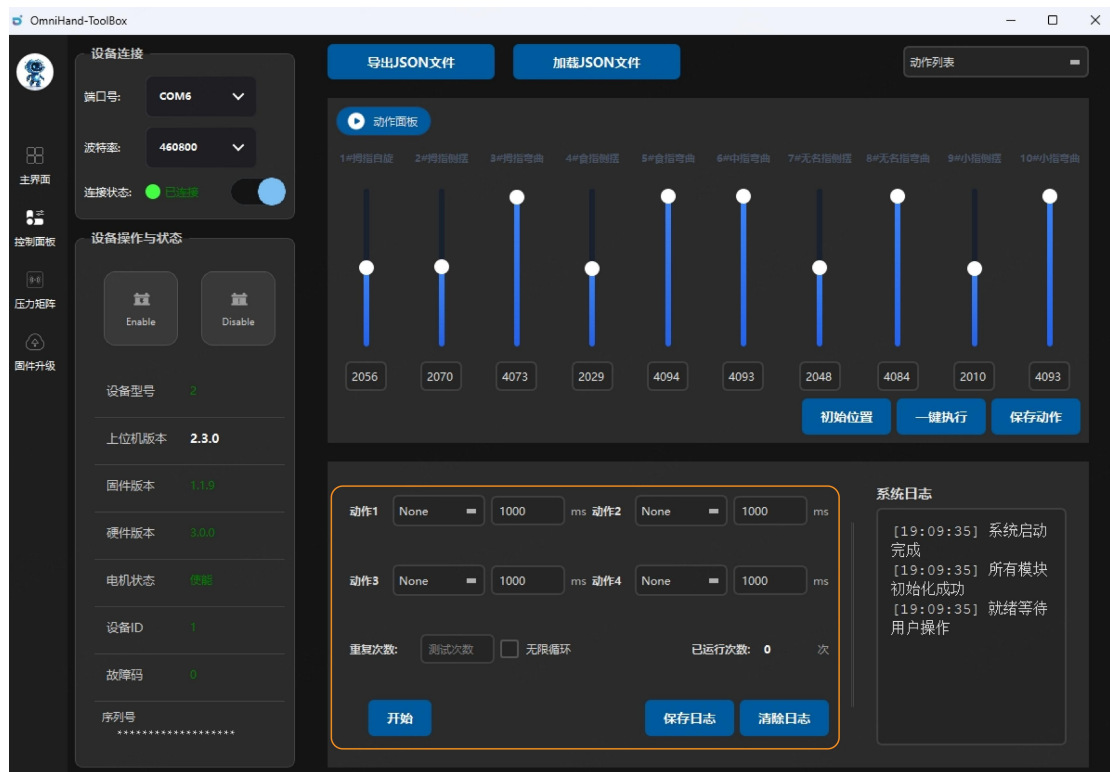 OmniHand-ToolBox
设备连接
端口号: COM6
波特率: 460800
连接状态: 已连接
主界面
控制面板
压力矩阵
固件升级
设备操作与状态
Enable Disable
设备型号 2
上位机版本 2.3.0
固件版本 1.1.9
硬件版本 3.0.0
电机状态 使能
设备ID 1
故障码 0
序列号
*******************
导出JSON文件 加载JSON文件 动作列表
动作面板
1#拇指自旋 2#拇指侧摆 3#拇指弯曲 4#食指侧摆 5#食指弯曲 6#中指弯曲 7#无名指侧摆 8#无名指弯曲 9#小指侧摆 10#小指弯曲
2056 2070 4073 2029 4094 4093 2048 4084 2010 4093
初始位置 一键执行 保存动作
动作1 None 1000 ms 动作2 None 1000 ms
动作3 None 1000 ms 动作4 None 1000 ms
重复次数: 测试次数 无限循环 已运行次数: 0 次
开始 保存日志 清除日志
系统日志
[19:09:35] 系统启动
完成
[19:09:35] 所有模块
初始化成功
[19:09:35] 就绪等待
用户操作